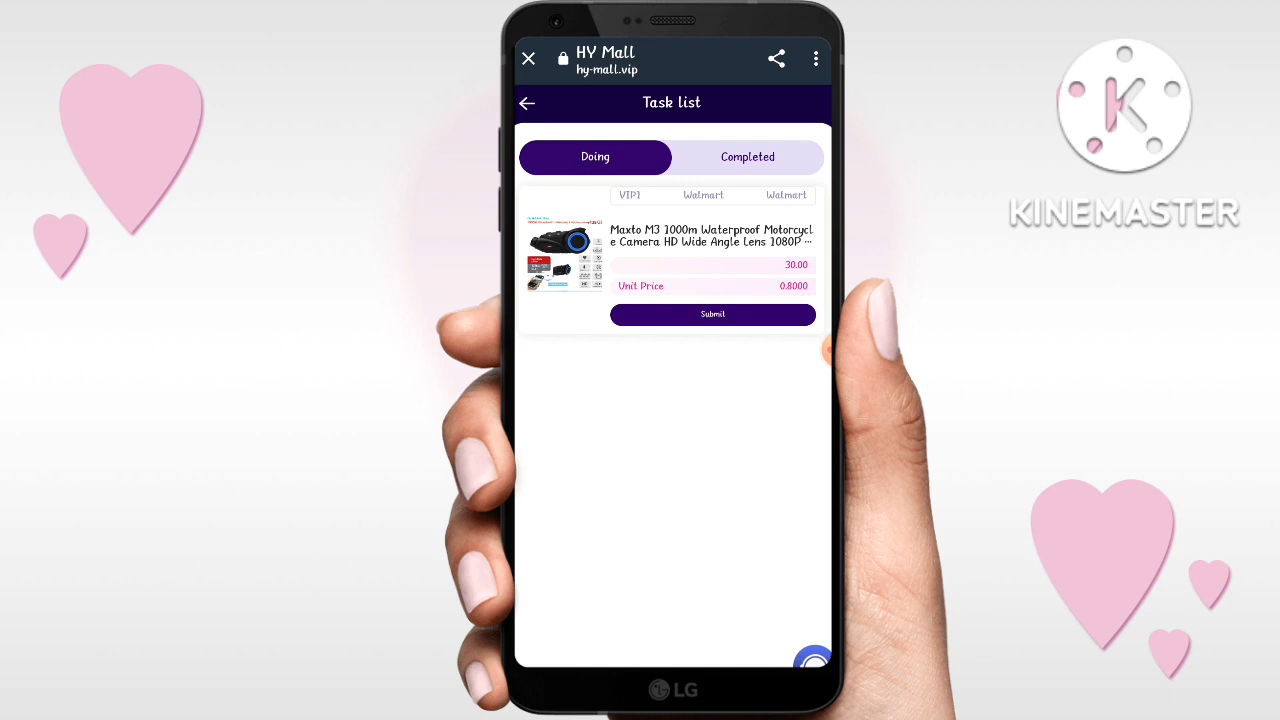 HY Mall
hy-mall.vip
Task list
Doing
Completed
VIP1
Walmart
Walmart
Maxto M3 1000m Waterproof Motorcycl
e Camera HD Wide Angle Lens 1080P ···
30.00
Unit Price
0.8000
Submit
LG
K
KINEMASTER